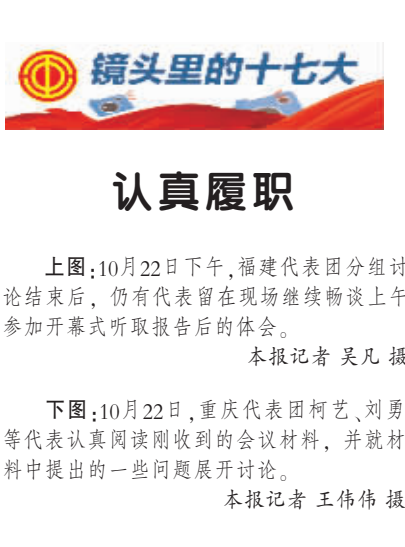 镜头里的十七大
认真履职
上图:10月22日下午,福建代表团分组讨
论结束后，仍有代表留在现场继续畅谈上午
参加开幕式听取报告后的体会。
本报记者 吴凡 摄
下图:10月22日,重庆代表团柯艺、刘勇
等代表认真阅读刚收到的会议材料，并就材
料中提出的一些问题展开讨论。
本报记者 王伟伟 摄